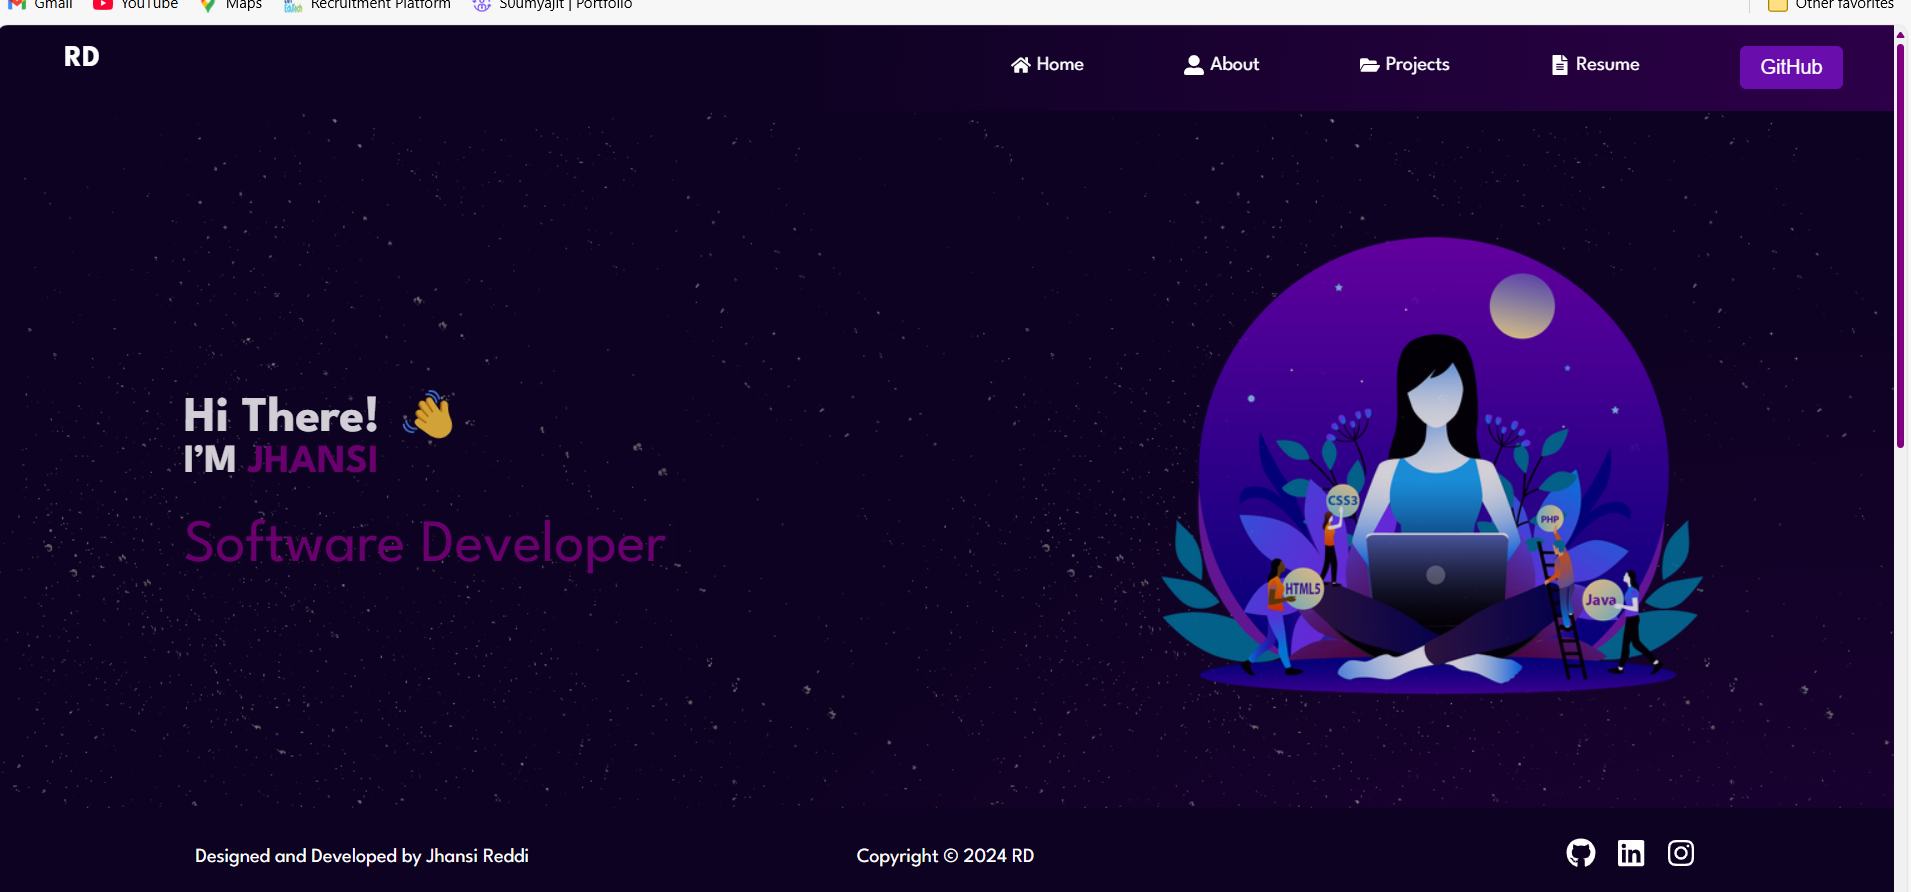 Gmail YouTube Maps Recruitment Platform S0umyajit | Portfolio Other favorites
RD Home About Projects Resume GitHub
Hi There!
I'M JHANSI
Software Developer
CSS3
PHP
HTML5
Java
Designed and Developed by Jhansi Reddi Copyright © 2024 RD